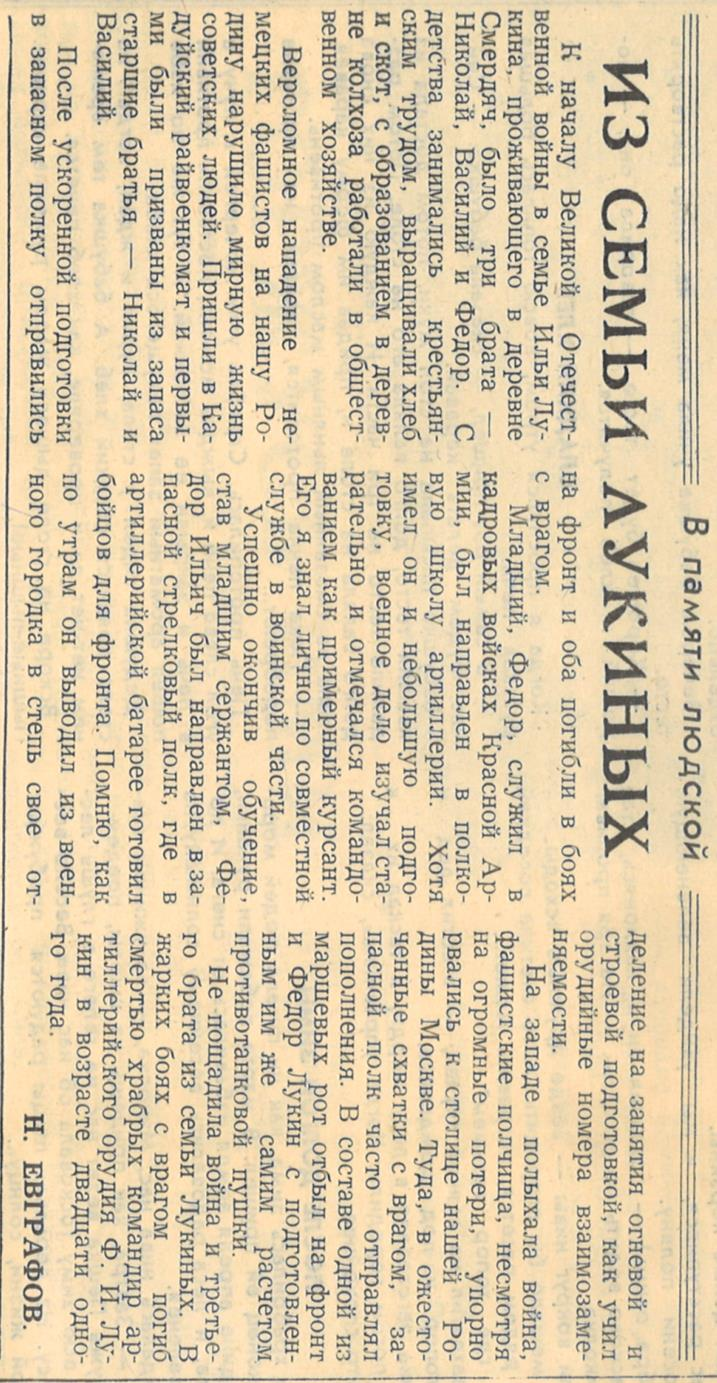 В памяти людской
ИЗ СЕМЬИ ЛУКИНЫХ
К началу Великой Отечест-
венной войны в семье Ильи Лу-
кина, проживающего в деревне
Смердяч, было три брата —
Николай, Василий и Федор. С
детства занимались крестьян-
ским трудом, выращивали хлеб
и скот, с образованием в дерев-
не колхоза работали в общест-
венном хозяйстве.
Вероломное нападение не-
мецких фашистов на нашу Ро-
дину нарушило мирную жизнь
советских людей. Пришли в Ка-
дуйский райвоенкомат и первы-
ми были призваны из запаса
старшие братья — Николай и
Василий.
После ускоренной подготовки
в запасном полку отправились
на фронт и оба погибли в боях
с врагом.
Младший, Федор, служил в
кадровых войсках Красной Ар-
мии, был направлен в полко-
вую школу артиллерии. Хотя
имел он и небольшую подго-
товку, военное дело изучал ста-
рательно и отмечался командо-
ванием как примерный курсант.
Его я знал лично по совместной
службе в воинской части.
Успешно окончив обучение,
став младшим сержантом, Фе-
дор Ильич был направлен в за-
пасной стрелковый полк, где в
артиллерийской батарее готовил
бойцов для фронта. Помню, как
по утрам он выводил из воен-
ного городка в степь свое от-
деление на занятия огневой и
строевой подготовкой, как учил
орудийные номера взаимозаме-
няемости.
На западе полыхала война,
фашистские полчища, несмотря
на огромные потери, упорно
рвались к столице нашей Ро-
дины Москве. Туда, в ожесто-
ченные схватки с врагом, за-
пасной полк часто отправлял
пополнения. В составе одной из
маршевых рот отбыл на фронт
и Федор Лукин с подготовлен-
ным им же самим расчетом
противотанковой пушки.
Не пощадила война и третье-
го брата из семьи Лукиных. В
жарких боях с врагом погиб
смертью храбрых командир ар-
тиллерийского орудия Ф. И. Лу-
кин в возрасте двадцати одно-
го года.
Н. ЕВГРАФОВ.